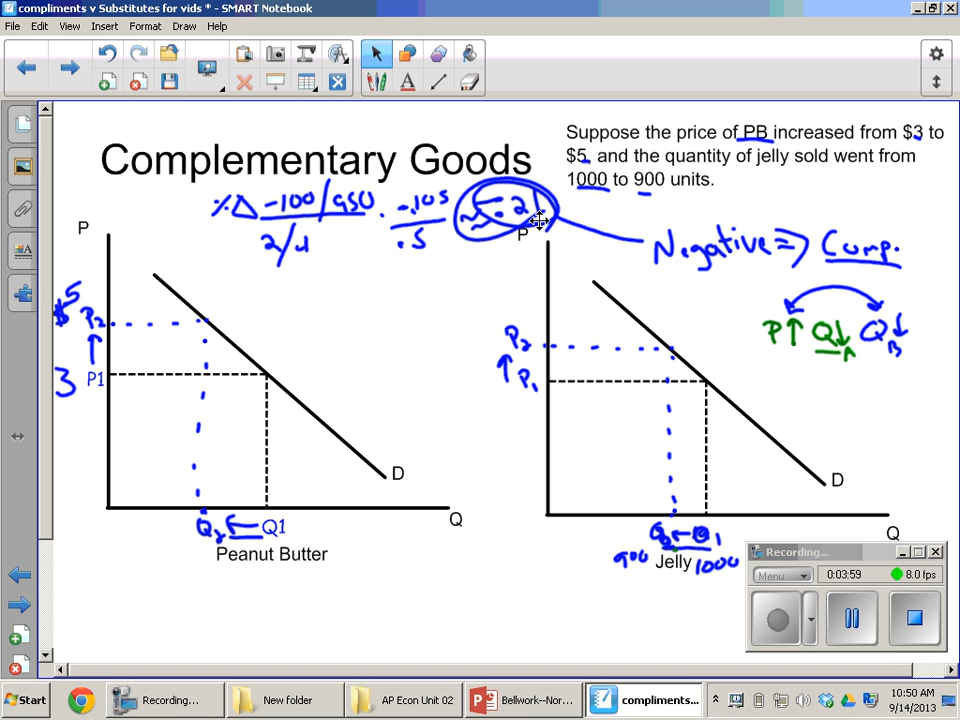 compliments v Substitutes for vids * - SMART Notebook
File Edit View Insert Format Draw Help
Suppose the price of PB increased from $3 to
$5, and the quantity of jelly sold went from
1000 to 900 units.
Complementary Goods
%Δ -100/950 -.105 -.21
2/4 .5
Negative => Comp.
P↑ Q↓A Q↓B
P
P
$5 P2
3 P1
P2
P1
D
D
Q2 ← Q1
Q
Peanut Butter
Q2 ← Q1
Q
900 Jelly 1000
Recording...
Menu 0:03:59 8.0 fps
Start Recording... New folder AP Econ Unit 02 Bellwork--Nor... compliments... 10:50 AM
9/14/2013